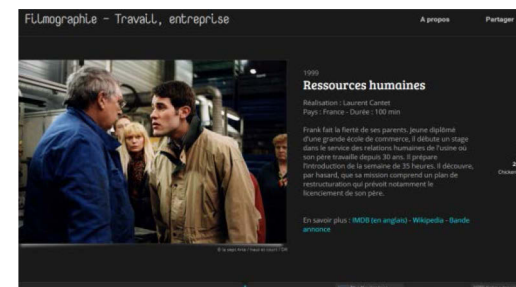 Filmographie - Travail, entreprise
A propos
Partager
1999
Ressources humaines
Réalisation : Laurent Cantet
Pays : France - Durée : 100 min
Frank fait la fierté de ses parents. Jeune diplômé
d'une grande école de commerce, il débute un stage
dans le service des relations humaines de l'usine où
son père travaille depuis 30 ans. Il prépare
l'introduction de la semaine de 35 heures. Il découvre,
par hasard, que sa mission comprend un plan de
restructuration qui prévoit notamment le
licenciement de son père.
En savoir plus : IMDB (en anglais) - Wikipedia - Bande
annonce
2
Chicken